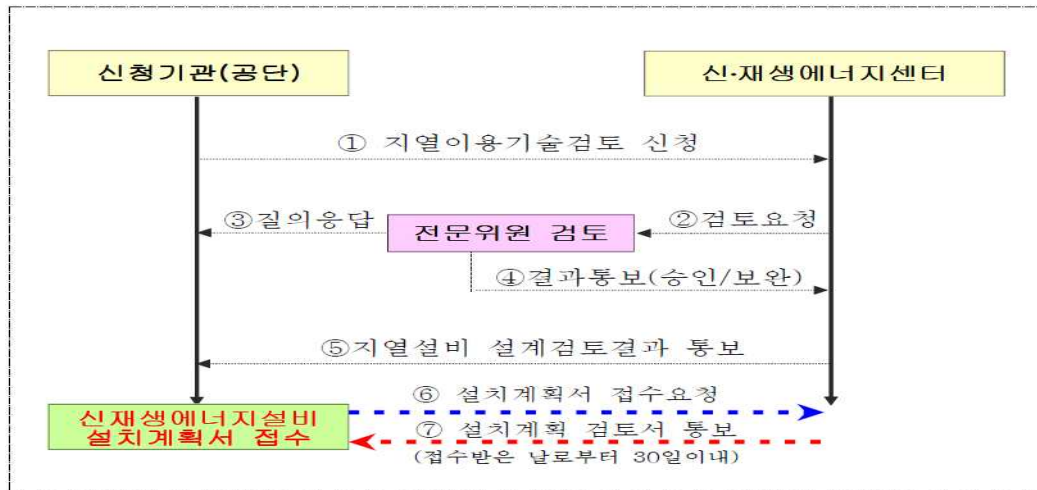 신청기관(공단)
신·재생에너지센터
① 지열이용기술검토 신청
③질의응답
전문위원 검토
②검토요청
④결과통보(승인/보완)
⑤지열설비 설계검토결과 통보
신재생에너지설비
설치계획서 접수
⑥ 설치계획서 접수요청
⑦ 설치계획 검토서 통보
(접수받은 날로부터 30일이내)